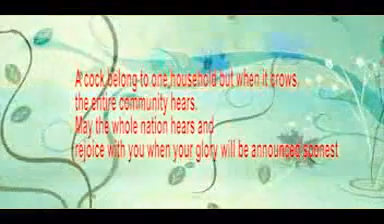 A cock belong to one household but when it crows,
the entire community hears.
May the whole nation hears and
rejoice with you when your glory will be announced soonest